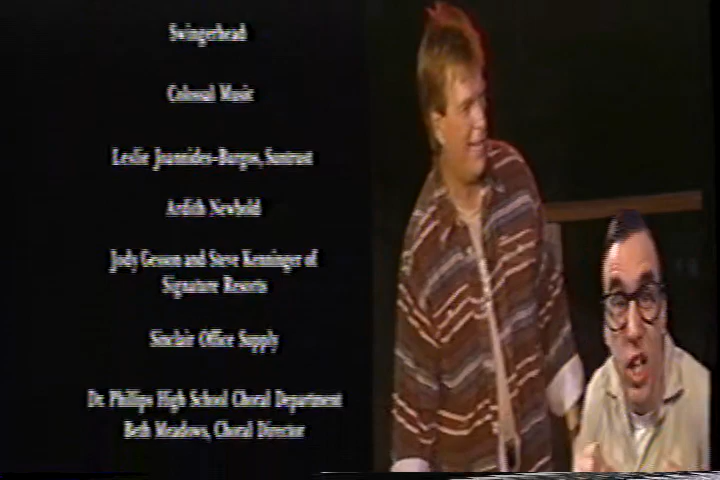 Swingerhead
Colossal Music
Leslie Joannides-Burgos, Suntrust
Ardith Newbold
Jody Gesson and Steve Kenninger of
Signature Resorts
Sinclair Office Supply
Dr. Phillips High School Choral Department
Beth Meadows, Choral Director